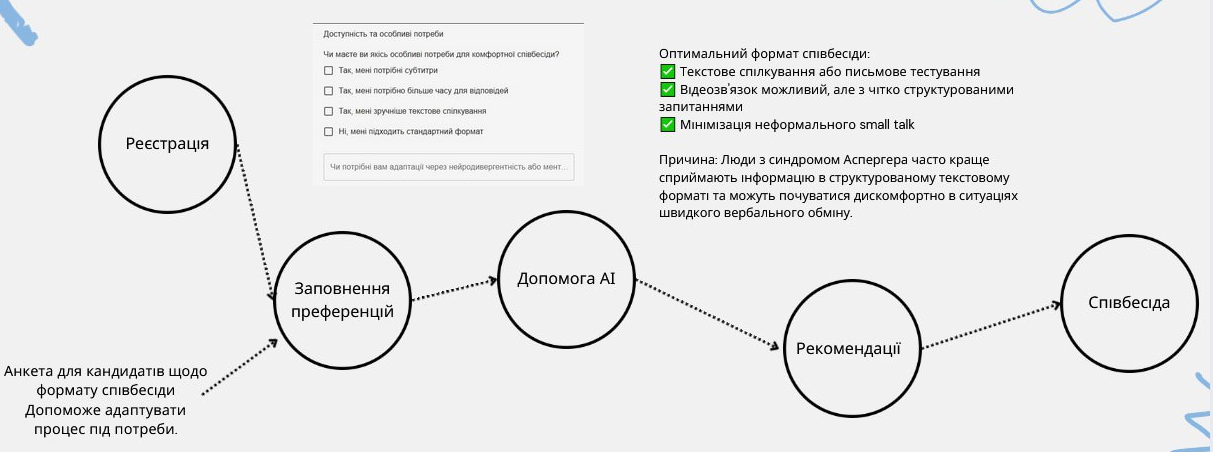 Доступність та особливі потреби
Чи маєте ви якісь особливі потреби для комфортної співбесіди?
Так, мені потрібні субтитри
Так, мені потрібно більше часу для відповідей
Так, мені зручніше текстове спілкування
Ні, мені підходить стандартний формат
Чи потрібні вам адаптації через нейродивергентність або мент...
Оптимальний формат співбесіди:
✅ Текстове спілкування або письмове тестування
✅ Відеозв'язок можливий, але з чітко структурованими
запитаннями
✅ Мінімізація неформального small talk
Причина: Люди з синдромом Аспергера часто краще
сприймають інформацію в структурованому текстовому
форматі та можуть почуватися дискомфортно в ситуаціях
швидкого вербального обміну.
Реєстрація
Заповнення
преференцій
Допомога AI
Рекомендації
Співбесіда
Анкета для кандидатів щодо
формату співбесіди
Допоможе адаптувати
процес під потреби.